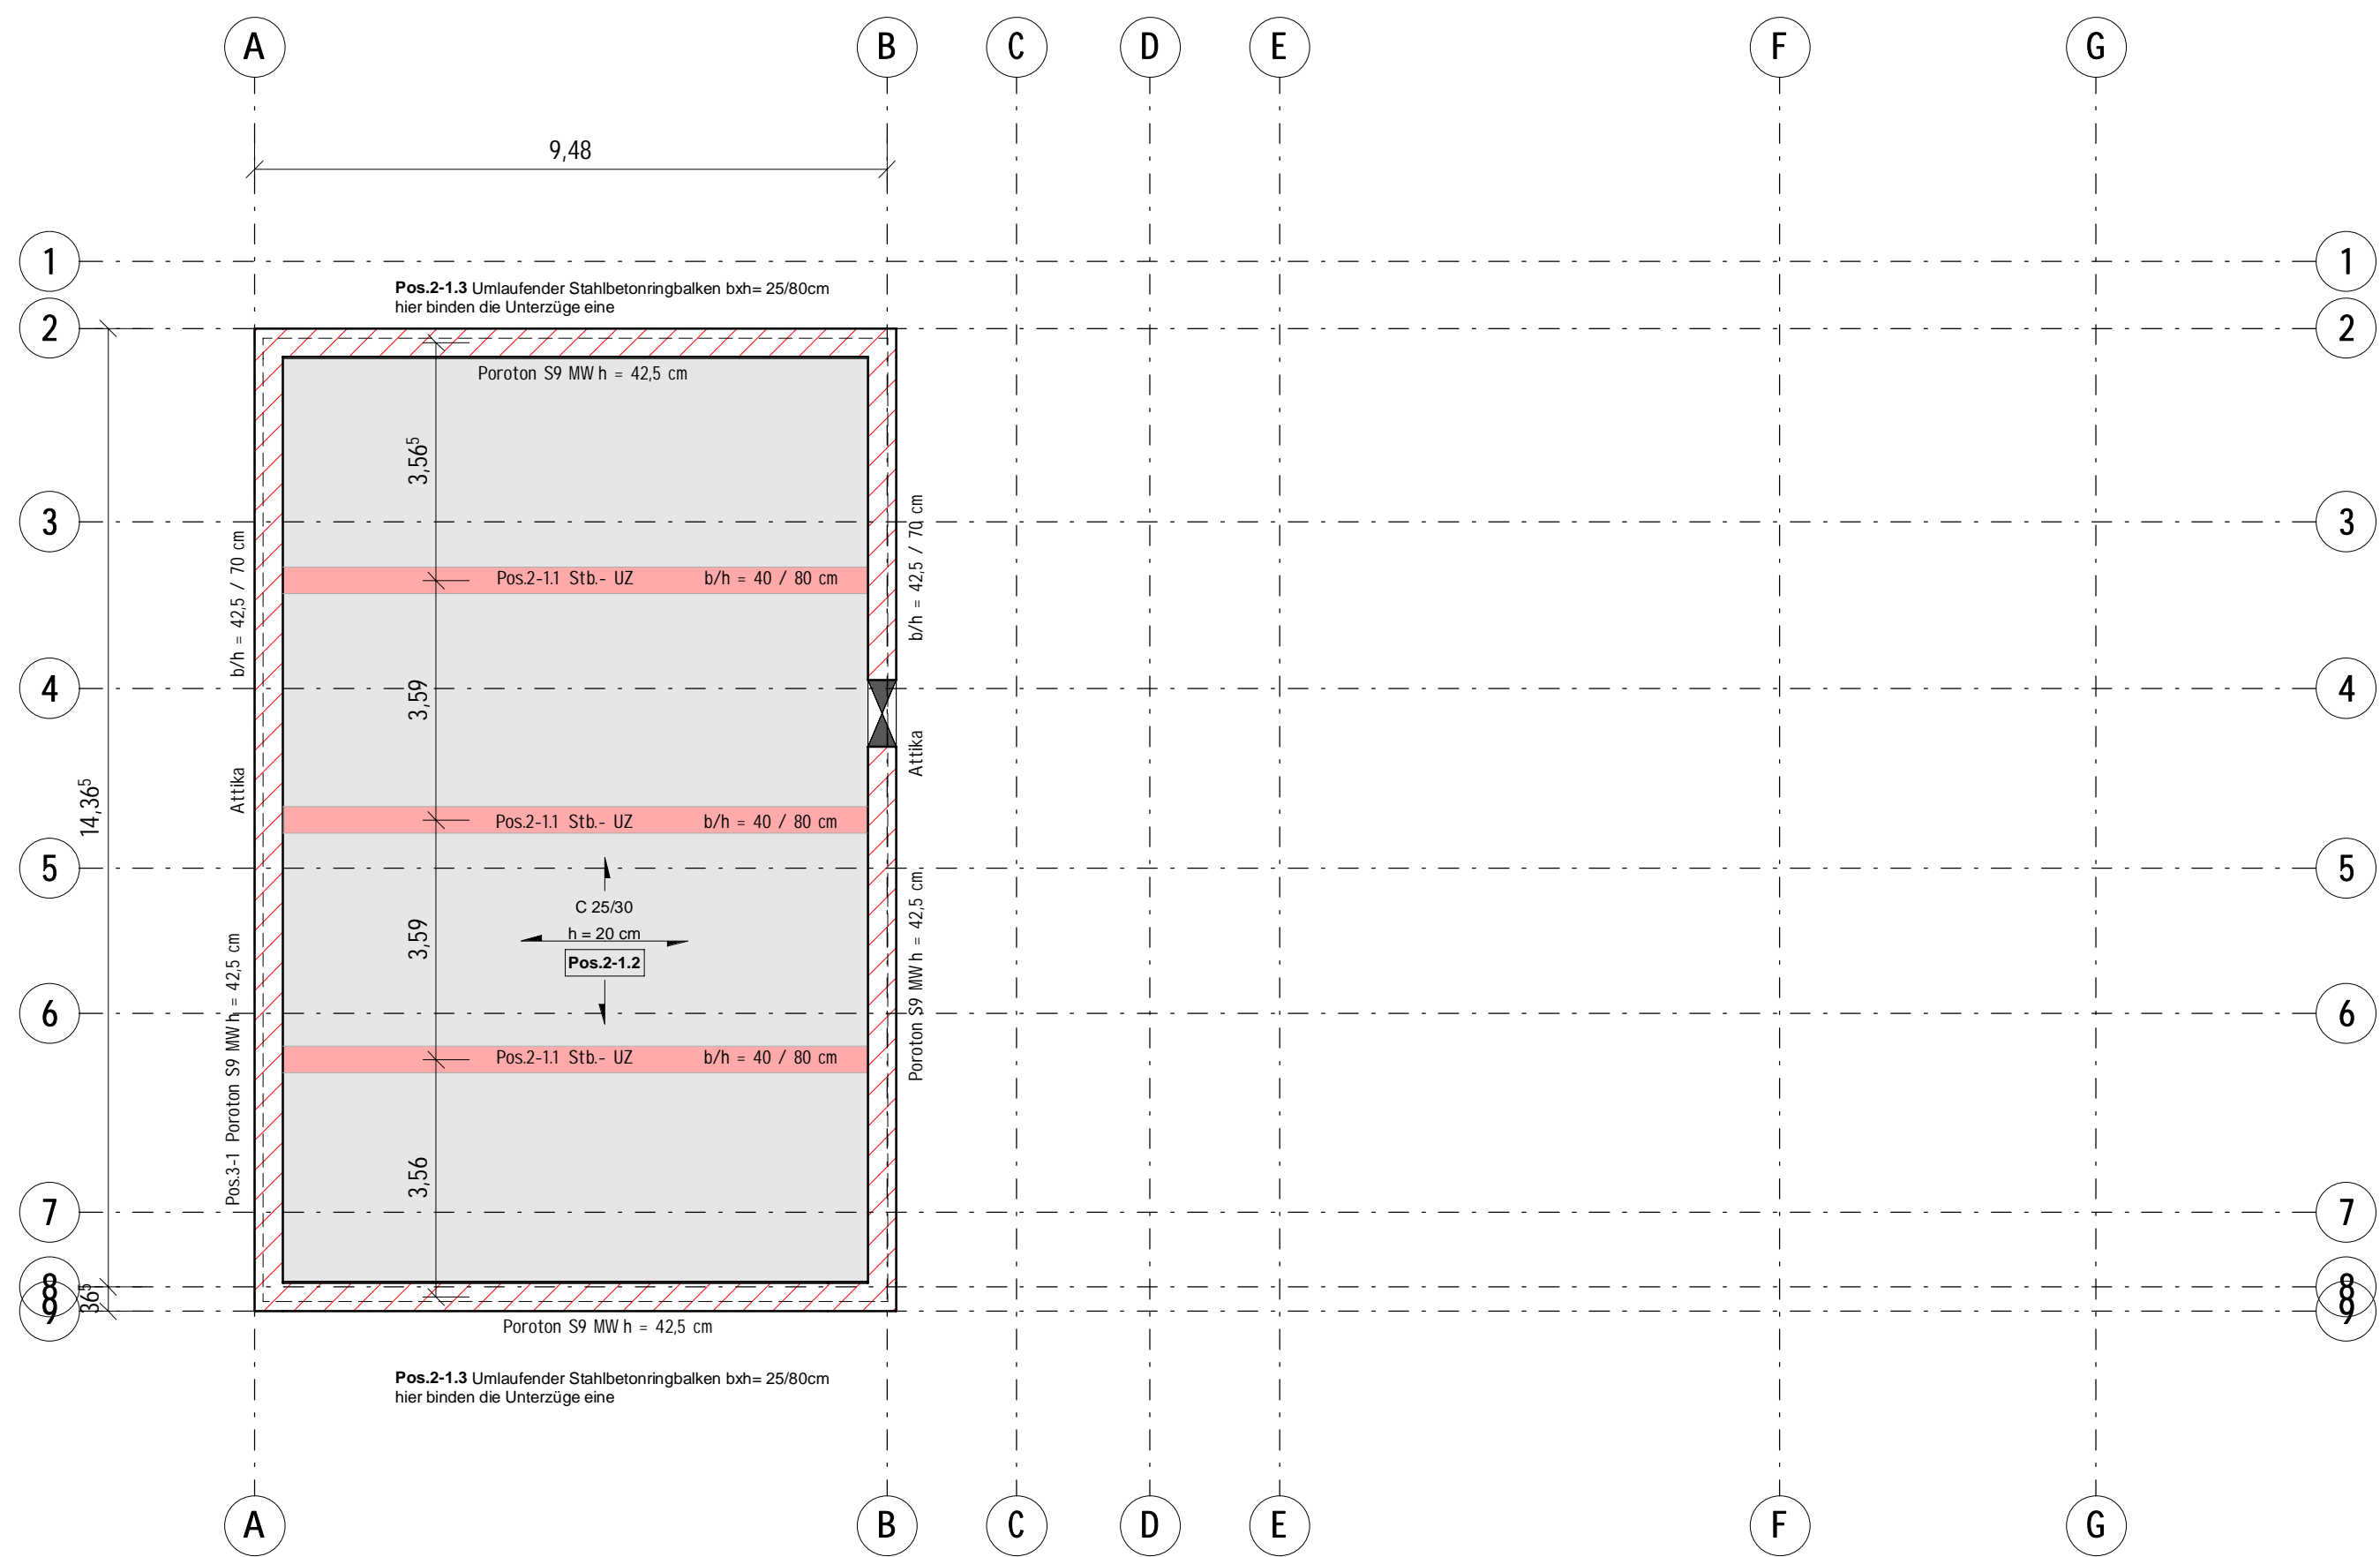 A B C D E F G
9,48
1 1
Pos.2-1.3 Umlaufender Stahlbetonringbalken bxh= 25/80cm
hier binden die Unterzüge eine
2 2
Poroton S9 MW h = 42,5 cm
3,56⁵
3 3
b/h = 42,5 / 70 cm
b/h = 42,5 / 70 cm
Pos.2-1.1 Stb.- UZ b/h = 40 / 80 cm
4 4
3,59
Attika
Attika
14,36⁵
Pos.2-1.1 Stb.- UZ b/h = 40 / 80 cm
5 5
C 25/30
h = 20 cm
Pos.2-1.2
3,59
Pos.3-1 Poroton S9 MW h = 42,5 cm
Poroton S9 MW h = 42,5 cm
6 6
Pos.2-1.1 Stb.- UZ b/h = 40 / 80 cm
3,56
7 7
8 8
36⁵
9 9
Poroton S9 MW h = 42,5 cm
Pos.2-1.3 Umlaufender Stahlbetonringbalken bxh= 25/80cm
hier binden die Unterzüge eine
A B C D E F G